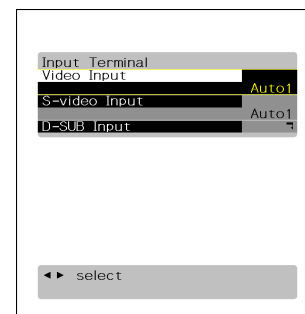 Input Terminal
Video Input
Auto1
S-video Input
Auto1
D-SUB Input
◄► select